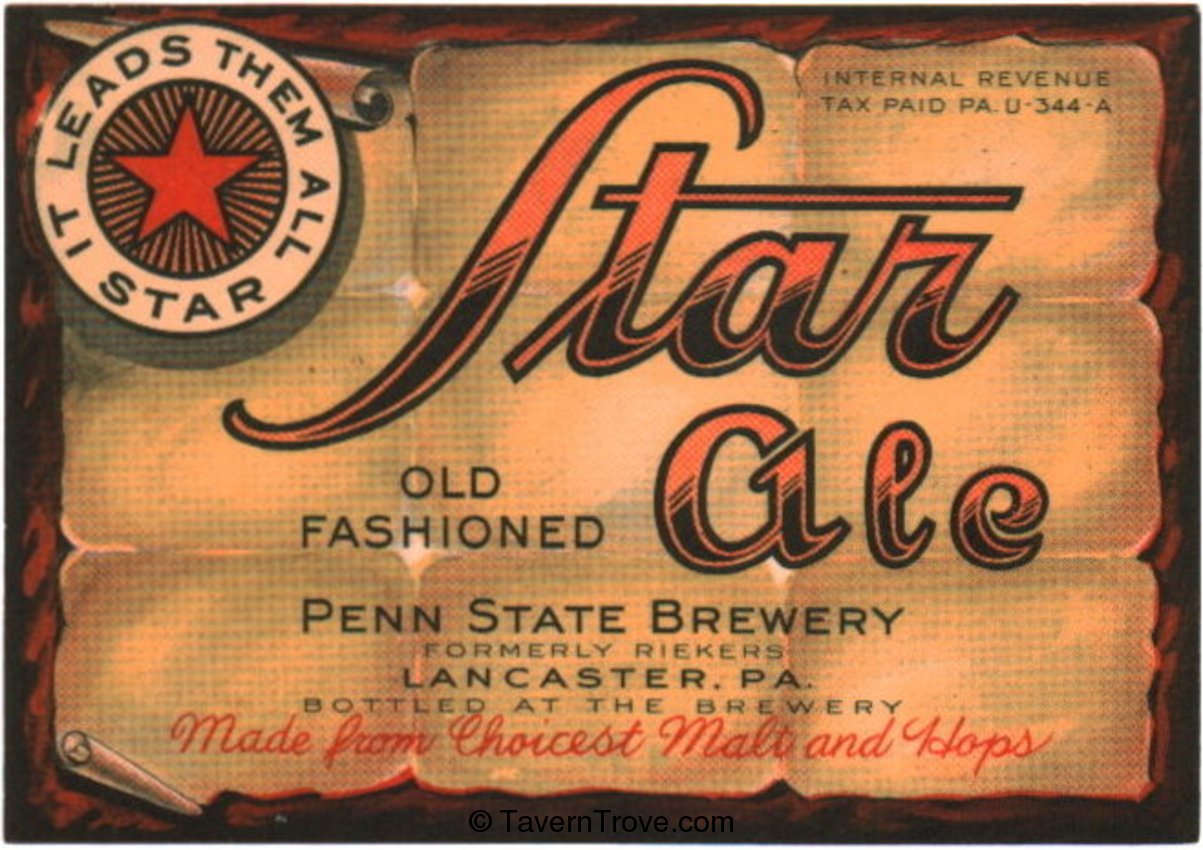 LEADS THEM ALL
STAR IT
INTERNAL REVENUE
TAX PAID PA. U-344-A
Star
Ale
OLD
FASHIONED
PENN STATE BREWERY
FORMERLY RIEKERS
LANCASTER, PA.
BOTTLED AT THE BREWERY
Made from Choicest Malt and Hops
© TavernTrove.com